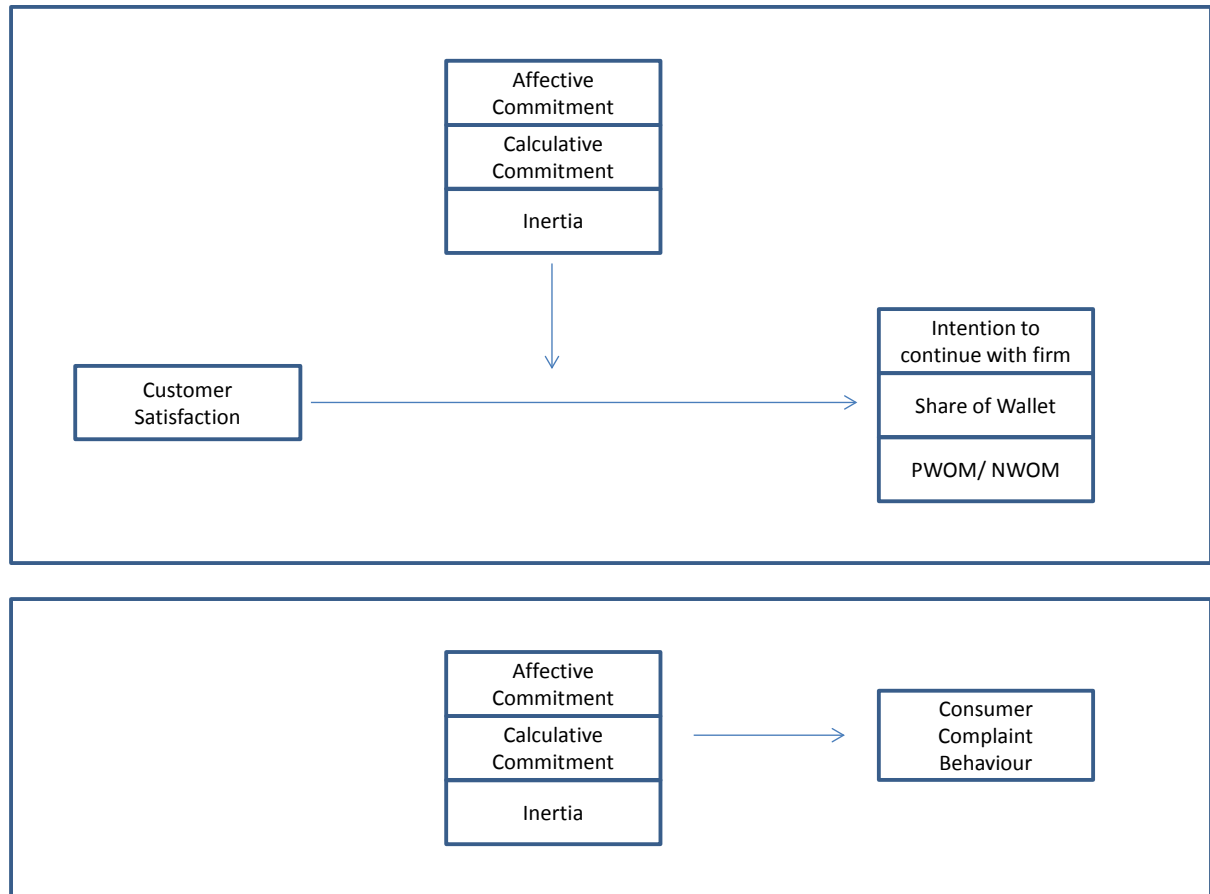 Affective
Commitment
Calculative
Commitment
Inertia
Customer
Satisfaction
Intention to
continue with firm
Share of Wallet
PWOM/ NWOM
Affective
Commitment
Calculative
Commitment
Inertia
Consumer
Complaint
Behaviour